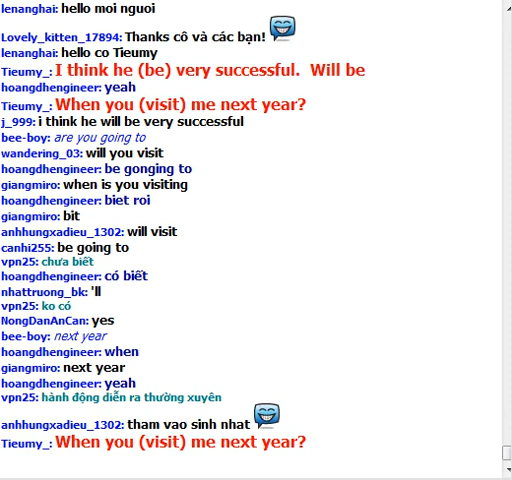 lenanghai: hello moi nguoi
Lovely_kitten_17894: Thanks cô và các bạn!
lenanghai: hello co Tieumy
Tieumy_: I think he (be) very successful.  Will be
hoangdhengineer: yeah
Tieumy_: When you (visit) me next year?
j_999: i think he will be very successful
bee-boy: are you going to
wandering_03: will you visit
hoangdhengineer: be gonging to
giangmiro: when is you visiting
hoangdhengineer: biet roi
giangmiro: bit
anhhungxadieu_1302: will visit
canhi255: be going to
vpn25: chưa biết
hoangdhengineer: có biết
nhattruong_bk: 'll
vpn25: ko có
NongDanAnCan: yes
bee-boy: next year
hoangdhengineer: when
giangmiro: next year
hoangdhengineer: yeah
vpn25: hành động diễn ra thường xuyên
anhhungxadieu_1302: tham vao sinh nhat
Tieumy_: When you (visit) me next year?